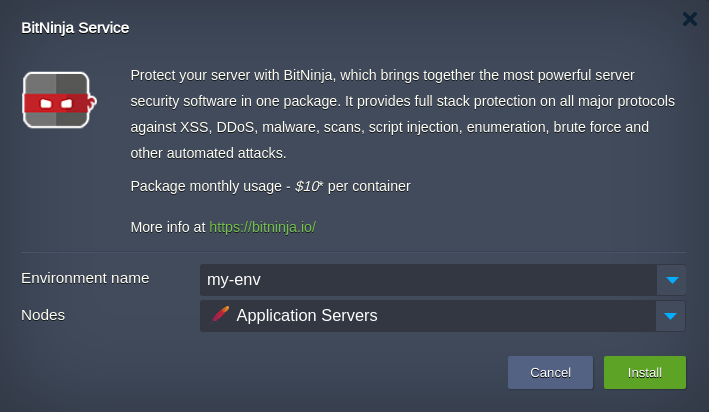 BitNinja Service
Protect your server with BitNinja, which brings together the most powerful server
security software in one package. It provides full stack protection on all major protocols
against XSS, DDoS, malware, scans, script injection, enumeration, brute force and
other automated attacks.
Package monthly usage - $10* per container
More info at https://bitninja.io/
Environment name
my-env
Nodes
Application Servers
Cancel
Install